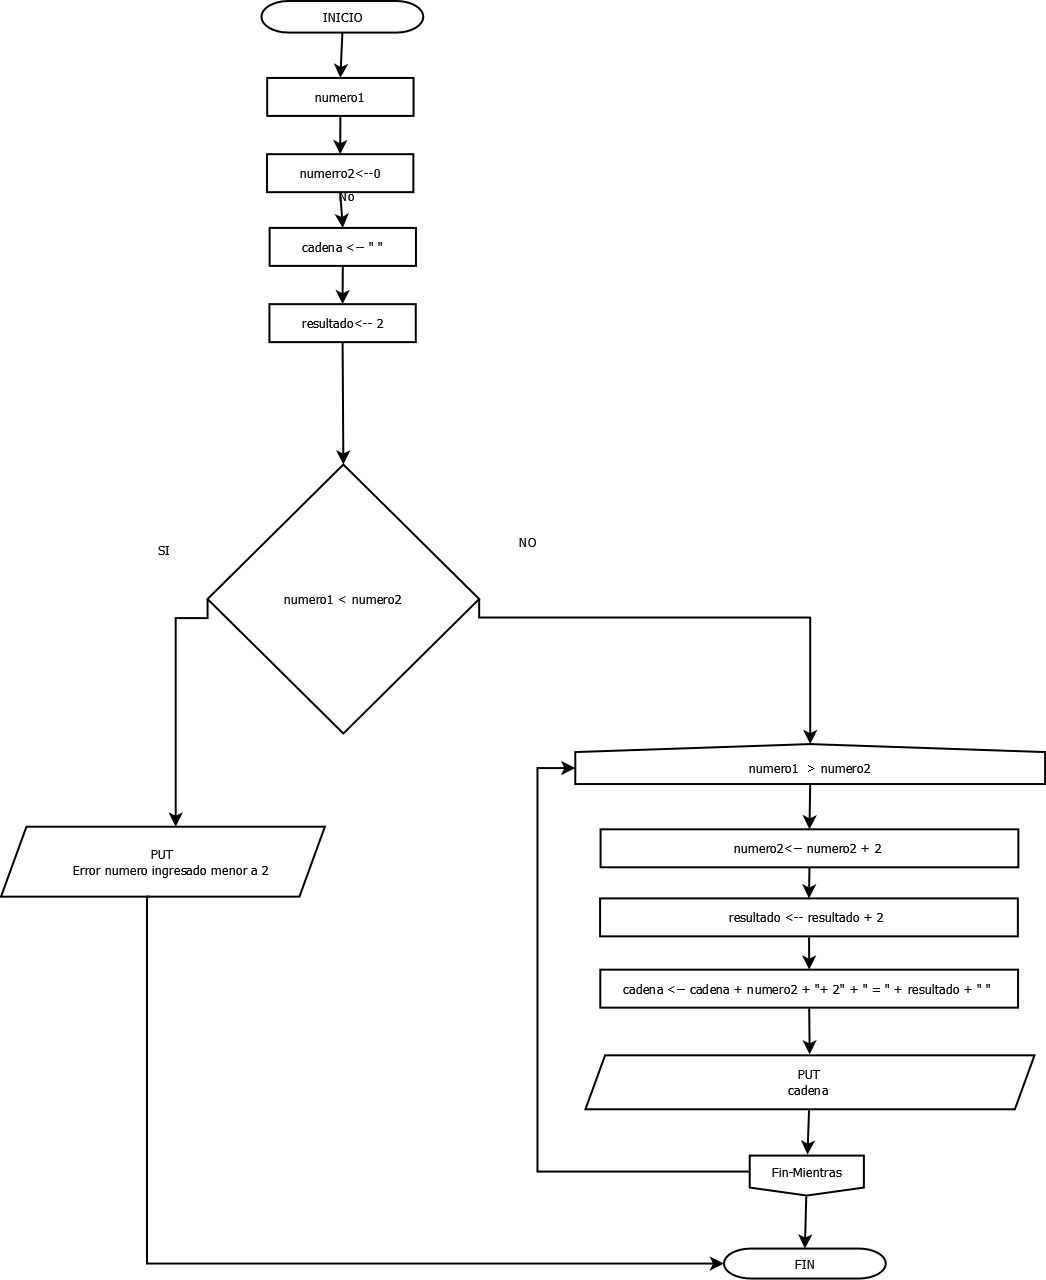 INICIO
numero1
numerro2<--0
No
cadena <-- " "
resultado<-- 2
SI
NO
numero1 < numero2
numero1 > numero2
numero2<-- numero2 + 2
PUT
Error numero ingresado menor a 2
resultado <-- resultado + 2
cadena <-- cadena + numero2 + "+ 2" + " = " + resultado + " "
PUT
cadena
Fin-Mientras
FIN